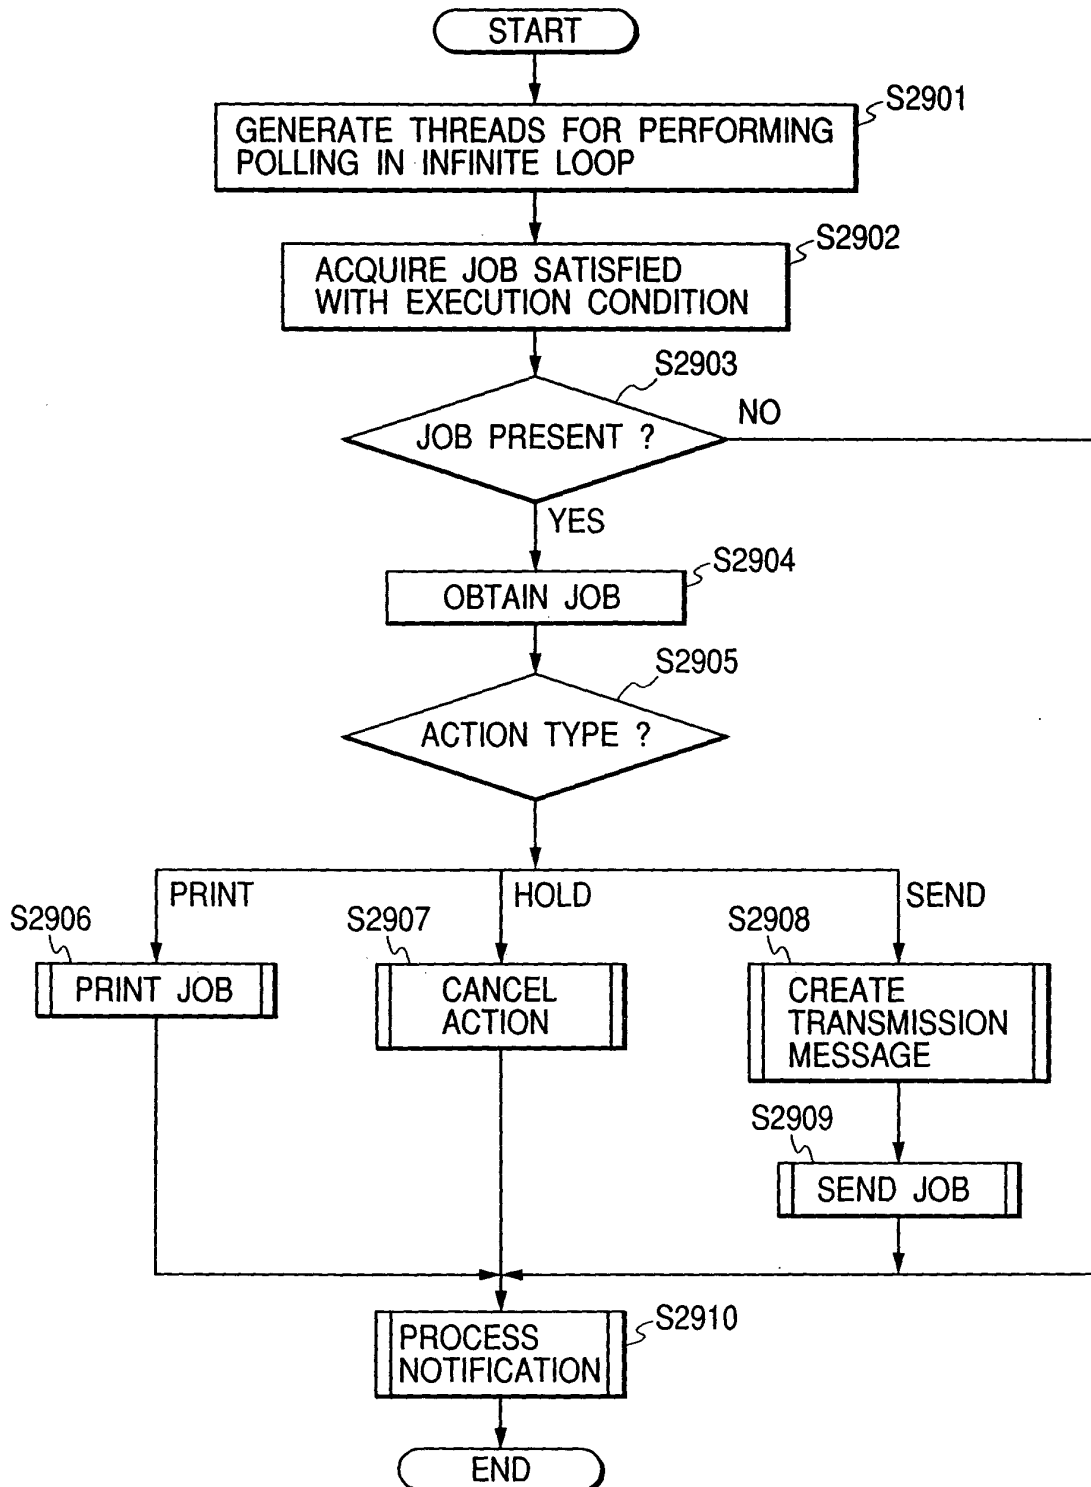 START
S2901
GENERATE THREADS FOR PERFORMING
POLLING IN INFINITE LOOP
S2902
ACQUIRE JOB SATISFIED
WITH EXECUTION CONDITION
S2903
JOB PRESENT ?
NO
YES
S2904
OBTAIN JOB
S2905
ACTION TYPE ?
PRINT
HOLD
SEND
S2906
S2907
S2908
PRINT JOB
CANCEL
ACTION
CREATE
TRANSMISSION
MESSAGE
S2909
SEND JOB
S2910
PROCESS
NOTIFICATION
END